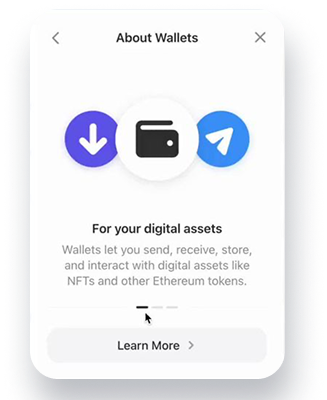 About Wallets
For your digital assets
Wallets let you send, receive, store,
and interact with digital assets like
NFTs and other Ethereum tokens.
Learn More